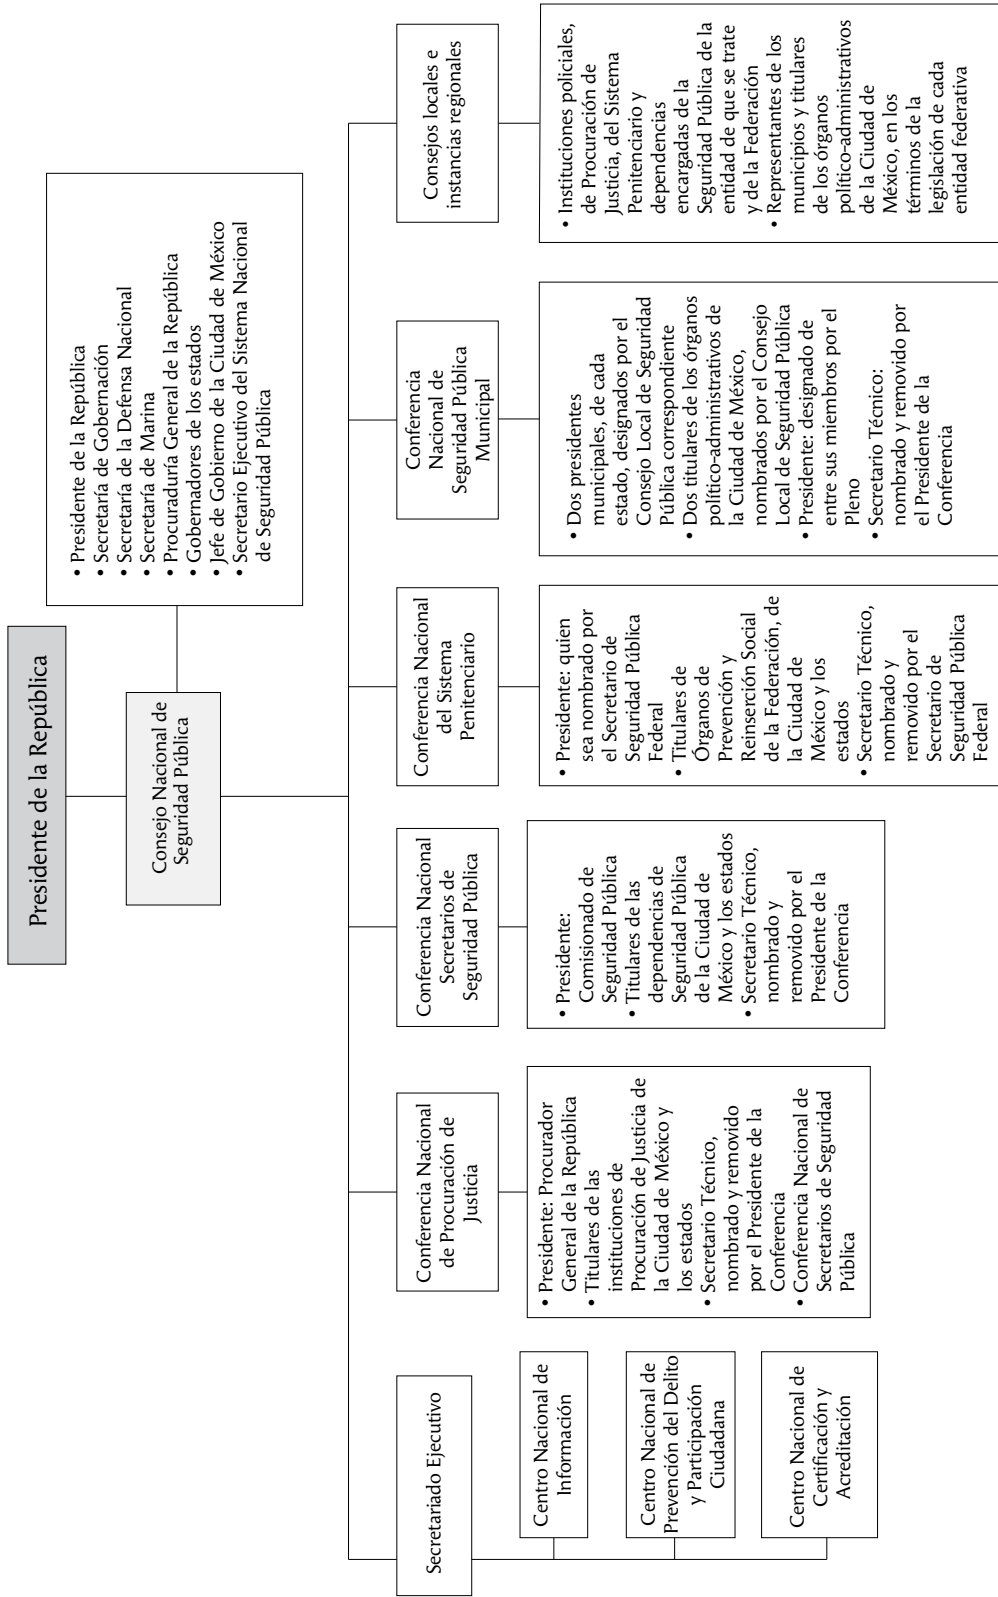 Presidente de la República
Consejo Nacional de
Seguridad Pública
• Presidente de la República
• Secretaría de Gobernación
• Secretaría de la Defensa Nacional
• Secretaría de Marina
• Procuraduría General de la República
• Gobernadores de los estados
• Jefe de Gobierno de la Ciudad de México
• Secretario Ejecutivo del Sistema Nacional
de Seguridad Pública
Secretariado Ejecutivo
Centro Nacional de
Información
Centro Nacional de
Prevención del Delito
y Participación
Ciudadana
Centro Nacional de
Certificación y
Acreditación
Conferencia Nacional
de Procuración de
Justicia
• Presidente: Procurador
General de la República
• Titulares de las
instituciones de
Procuración de Justicia de
la Ciudad de México y
los estados
• Secretario Técnico,
nombrado y removido
por el Presidente de la
Conferencia
• Conferencia Nacional de
Secretarios de Seguridad
Pública
Conferencia Nacional
Secretarios de
Seguridad Pública
• Presidente:
Comisionado de
Seguridad Pública
• Titulares de las
dependencias de
Seguridad Pública
de la Ciudad de
México y los estados
• Secretario Técnico,
nombrado y
removido por el
Presidente de la
Conferencia
Conferencia Nacional
del Sistema
Penitenciario
• Presidente: quien
sea nombrado por
el Secretario de
Seguridad Pública
Federal
• Titulares de
Órganos de
Prevención y
Reinserción Social
de la Federación, de
la Ciudad de
México y los
estados
• Secretario Técnico,
nombrado y
removido por el
Secretario de
Seguridad Pública
Federal
Conferencia
Nacional de
Seguridad Pública
Municipal
• Dos presidentes
municipales, de cada
estado, designados por el
Consejo Local de Seguridad
Pública correspondiente
• Dos titulares de los órganos
político-administrativos de
la Ciudad de México,
nombrados por el Consejo
Local de Seguridad Pública
• Presidente: designado de
entre sus miembros por el
Pleno
• Secretario Técnico:
nombrado y removido por
el Presidente de la
Conferencia
Consejos locales e
instancias regionales
• Instituciones policiales,
de Procuración de
Justicia, del Sistema
Penitenciario y
dependencias
encargadas de la
Seguridad Pública de la
entidad de que se trate
y de la Federación
• Representantes de los
municipios y titulares
de los órganos
político-administrativos
de la Ciudad de
México, en los
términos de la
legislación de cada
entidad federativa